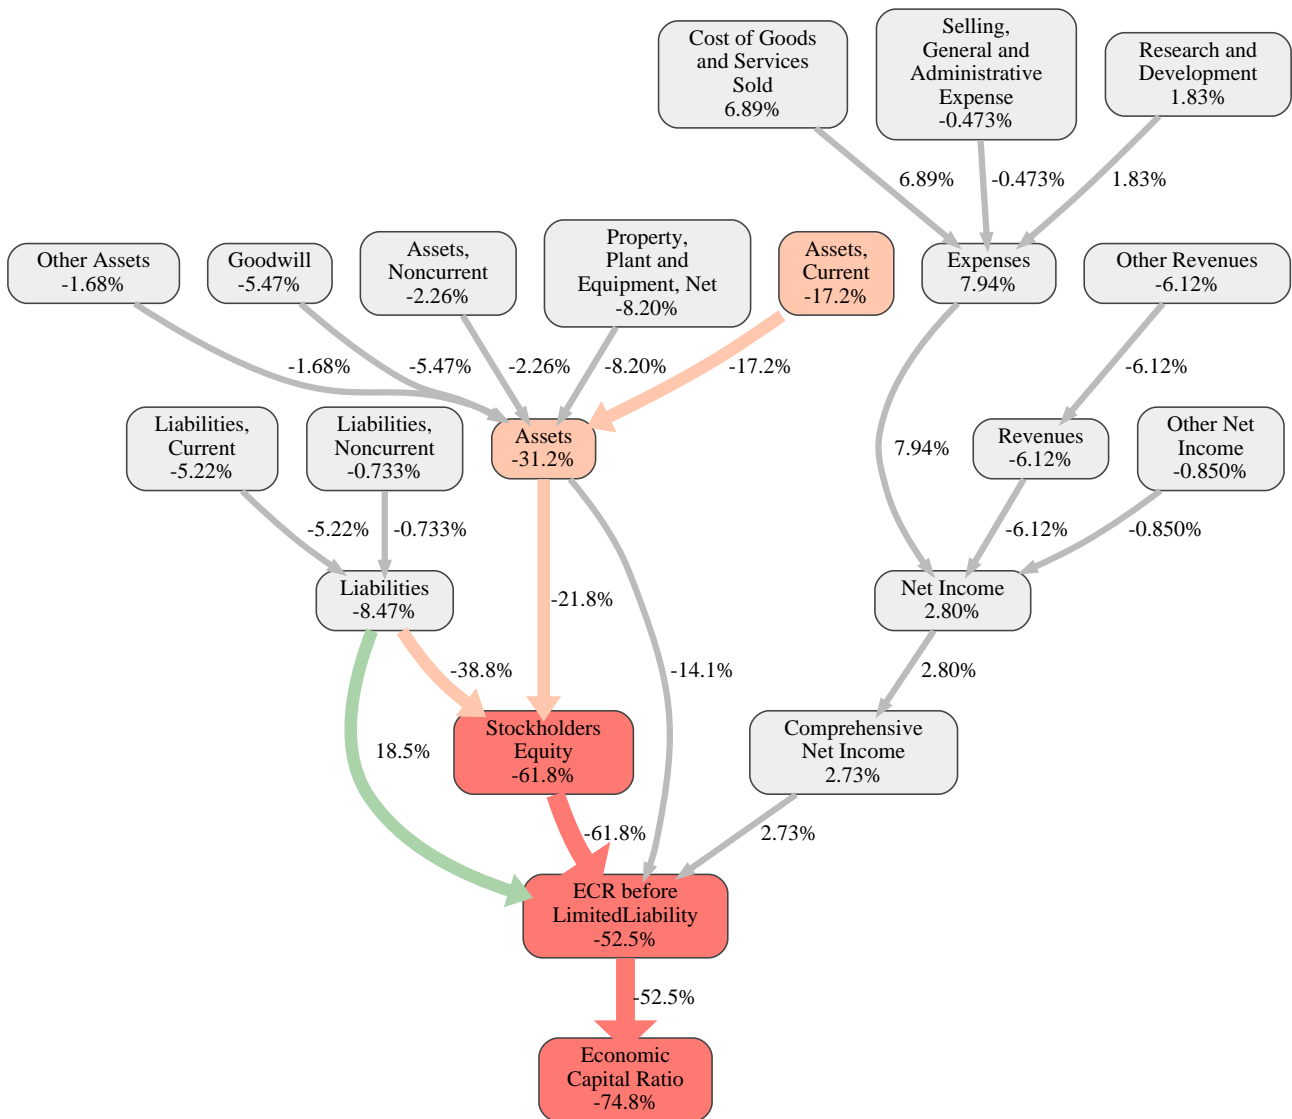 Cost of Goods
and Services
Sold
6.89%
Selling,
General and
Administrative
Expense
-0.473%
Research and
Development
1.83%
6.89%
-0.473%
1.83%
Other Assets
-1.68%
Goodwill
-5.47%
Assets,
Noncurrent
-2.26%
Property,
Plant and
Equipment, Net
-8.20%
Assets,
Current
-17.2%
Expenses
7.94%
Other Revenues
-6.12%
-1.68%
-5.47%
-2.26%
-8.20%
-17.2%
-6.12%
Liabilities,
Current
-5.22%
Liabilities,
Noncurrent
-0.733%
Assets
-31.2%
7.94%
Revenues
-6.12%
Other Net
Income
-0.850%
-5.22%
-0.733%
-6.12%
-0.850%
Liabilities
-8.47%
-21.8%
Net Income
2.80%
-38.8%
-14.1%
2.80%
Stockholders
Equity
-61.8%
Comprehensive
Net Income
2.73%
18.5%
-61.8%
2.73%
ECR before
LimitedLiability
-52.5%
-52.5%
Economic
Capital Ratio
-74.8%